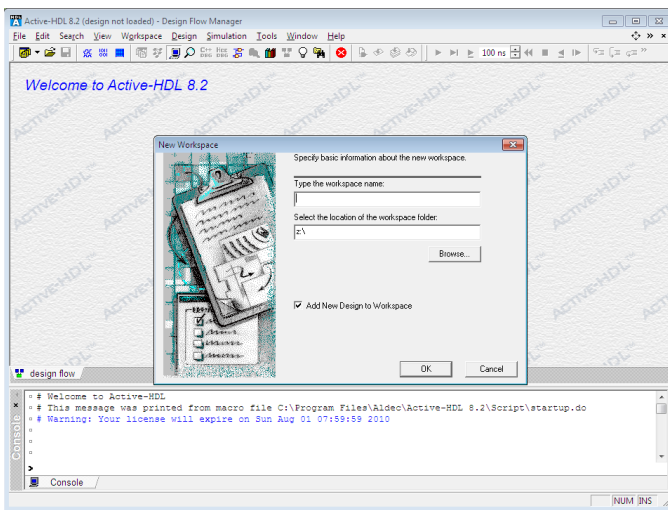 Active-HDL 8.2 (design not loaded) - Design Flow Manager
File Edit Search View Workspace Design Simulation Tools Window Help
100 ns
Welcome to Active-HDL 8.2
New Workspace
Specify basic information about the new workspace.
Type the workspace name:
Select the location of the workspace folder:
z:\
Browse...
Add New Design to Workspace
OK Cancel
design flow
# Welcome to Active-HDL
# This message was printed from macro file C:\Program Files\Aldec\Active-HDL 8.2\Script\startup.do
# Warning: Your license will expire on Sun Aug 01 07:59:59 2010
>
Console
Console
NUM INS